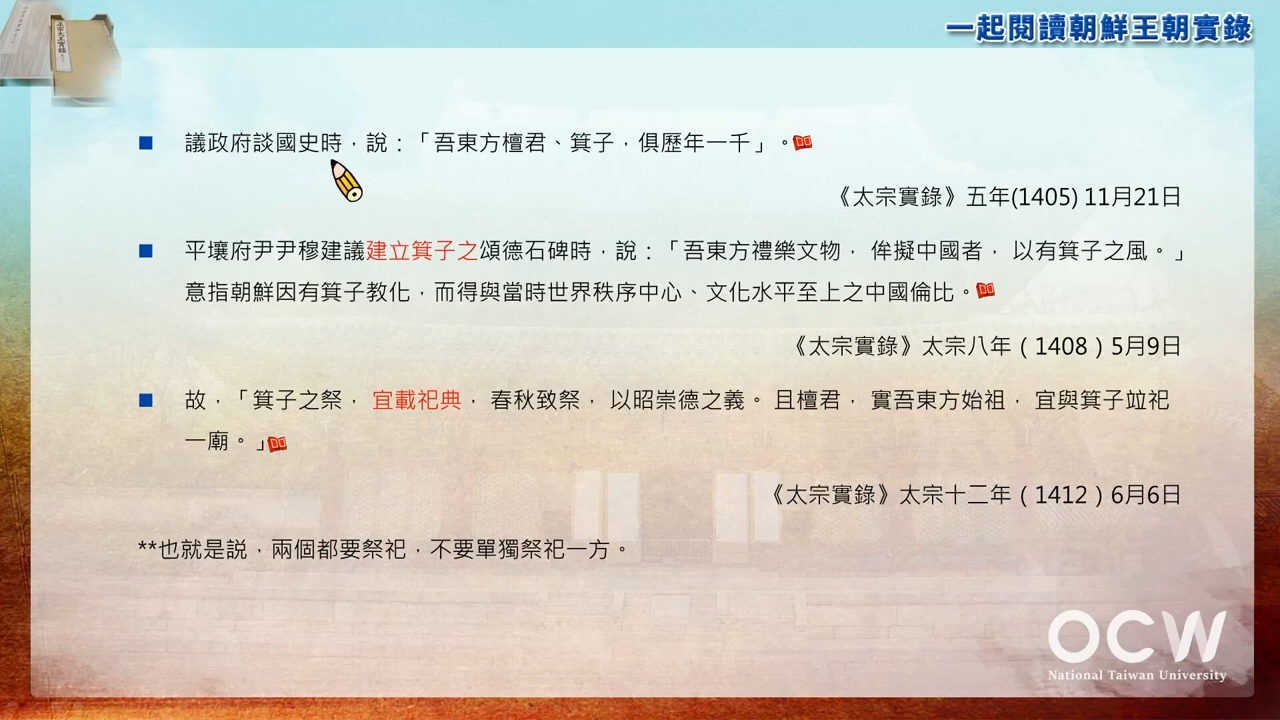 一起閱讀朝鮮王朝實錄
■ 議政府談國史時，說：「吾東方檀君、箕子，俱歷年一千」。
《太宗實錄》五年(1405) 11月21日
■ 平壤府尹尹穆建議建立箕子之頌德石碑時，說：「吾東方禮樂文物， 侔擬中國者， 以有箕子之風。」
意指朝鮮因有箕子教化，而得與當時世界秩序中心、文化水平至上之中國倫比。
《太宗實錄》太宗八年（1408）5月9日
■ 故，「箕子之祭， 宜載祀典， 春秋致祭， 以昭崇德之義。 且檀君， 實吾東方始祖， 宜與箕子竝祀
一廟。」
《太宗實錄》太宗十二年（1412）6月6日
**也就是說，兩個都要祭祀，不要單獨祭祀一方。
OCW
National Taiwan University